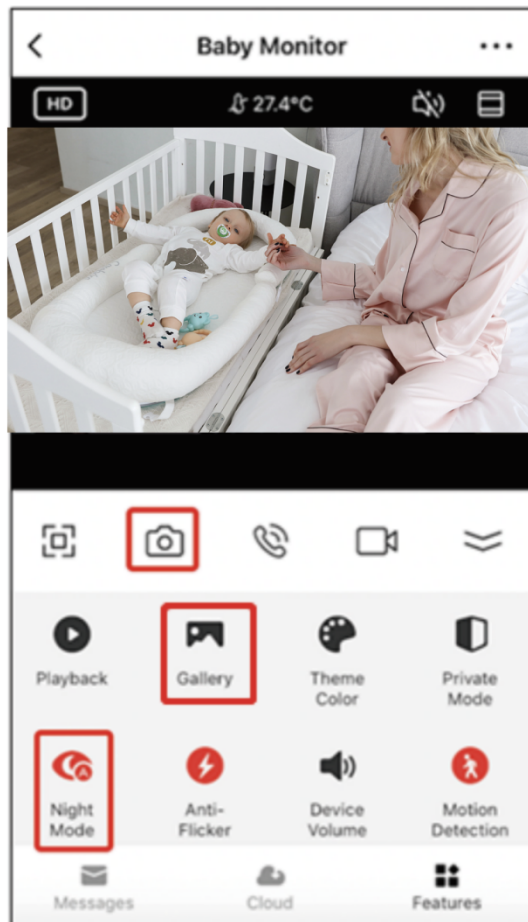 Baby Monitor
HD
27.4°C
Playback
Gallery
Theme
Color
Private
Mode
A
Night
Mode
Anti-
Flicker
Device
Volume
Motion
Detection
Messages
Cloud
Features